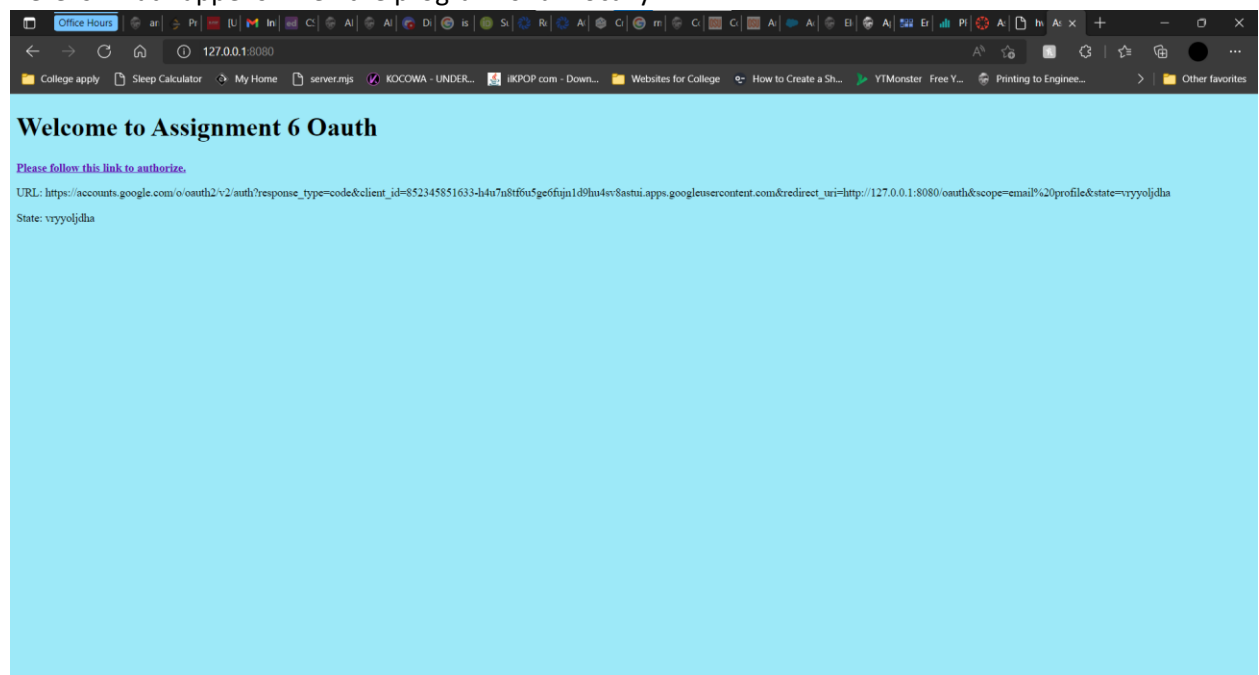 Office Hours
127.0.0.1:8080
College apply Sleep Calculator My Home server.mjs KOCOWA - UNDER... ilKPOP com - Down... Websites for College How to Create a Sh... YTMonster Free Y... Printing to Enginee... Other favorites
Welcome to Assignment 6 Oauth
Please follow this link to authorize.
URL: https://accounts.google.com/o/oauth2/v2/auth?response_type=code&client_id=852345851633-h4u7n8tf6u5ge6fujn1d9hu4sv8astui.apps.googleusercontent.com&redirect_uri=http://127.0.0.1:8080/oauth&scope=email%20profile&state=vryyoljdha
State: vryyoljdha